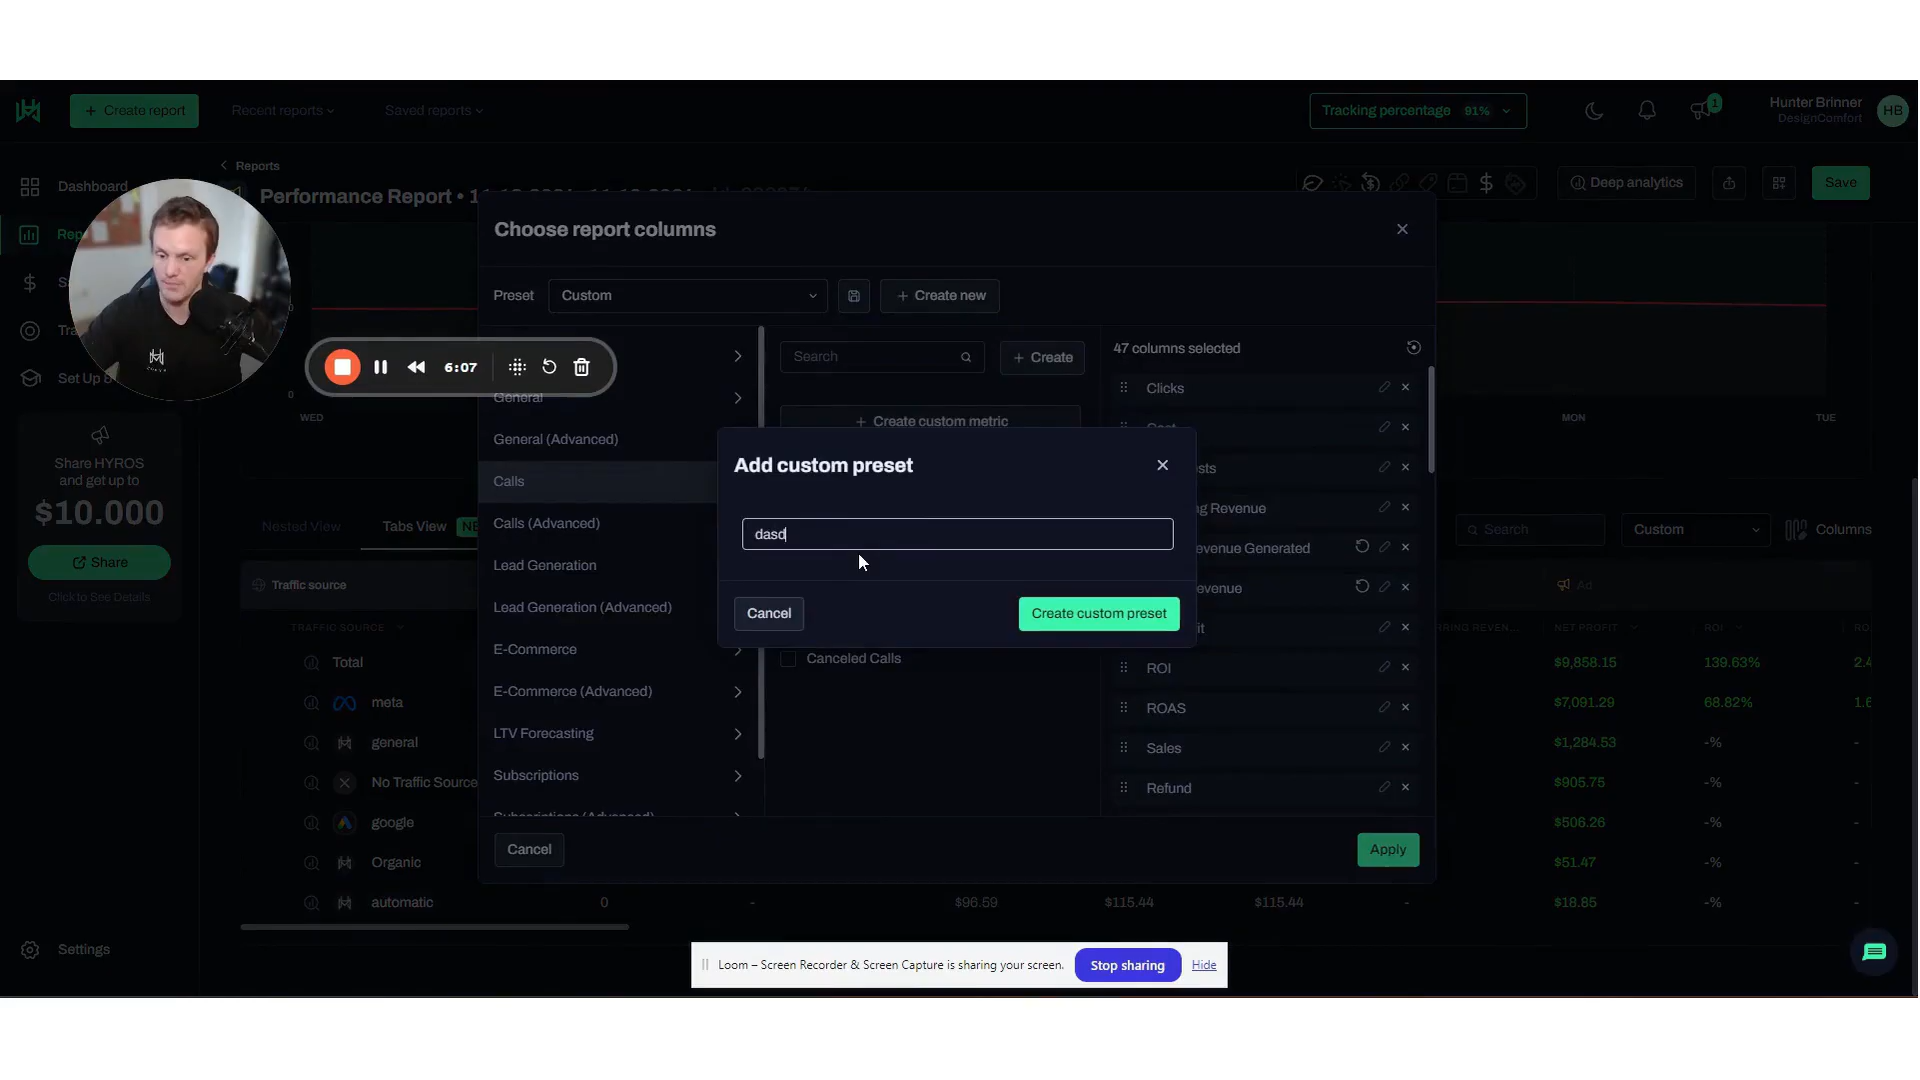 Create report
Recent reports
Saved reports
Tracking percentage 91%
1
Hunter Brinner
DesignComfort
HB
Reports
Dashboard
Performance Report •
Deep analytics
Save
Choose report columns
Preset
Custom
Create new
6:07
General
General (Advanced)
Calls
Calls (Advanced)
Lead Generation
Lead Generation (Advanced)
E-Commerce
E-Commerce (Advanced)
LTV Forecasting
Subscriptions
Subscriptions (Advanced)
Search
Create
Create custom metric
Canceled Calls
47 columns selected
Clicks
Cost
ROI
ROAS
Sales
Refund
Add custom preset
dasd
Cancel
Create custom preset
Cancel
Apply
0
0
WED
MON
TUE
Share HYROS
and get up to
$10.000
Share
Click to See Details
Settings
Nested View
Tabs View
Search
Custom
Columns
Traffic source
Ad
TRAFFIC SOURCE
NET PROFIT
ROI
Total
$9,858.15
139.63%
meta
$7,091.29
68.82%
general
$1,284.53
-%
-
No Traffic Source
$905.75
-%
-
google
$506.26
-%
-
Organic
$51.47
-%
-
automatic
0
-
$96.59
$115.44
$115.44
-
$18.85
-%
-
Loom – Screen Recorder & Screen Capture is sharing your screen.
Stop sharing
Hide